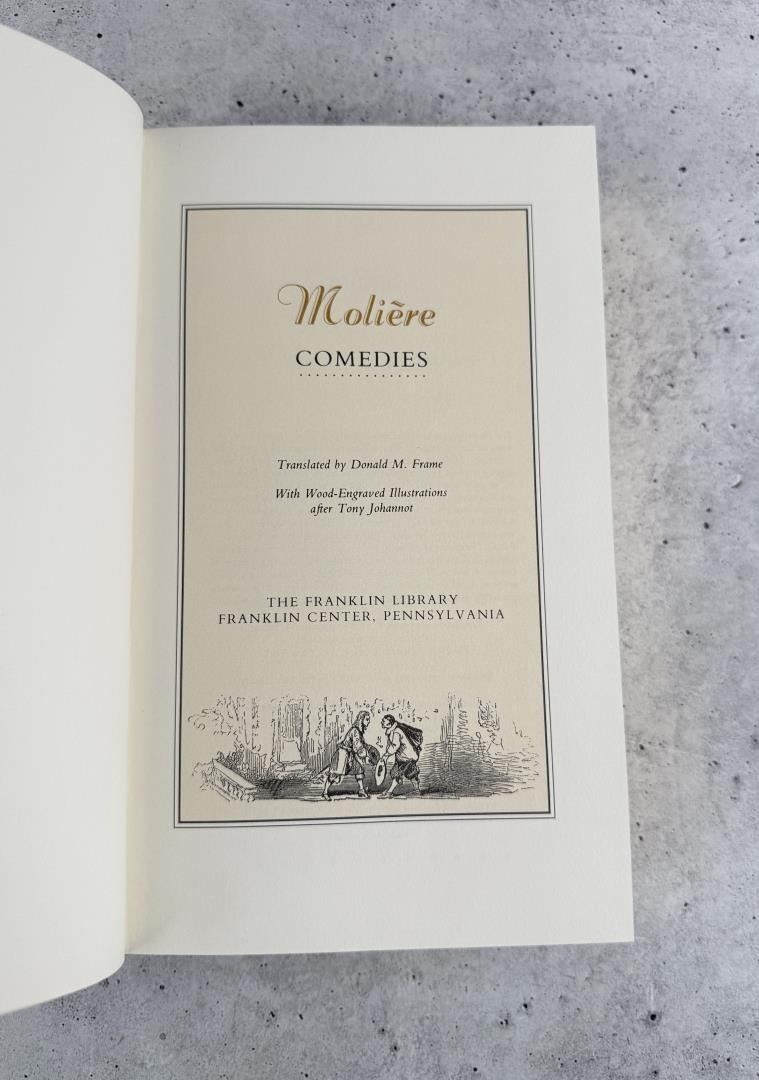 Molière
COMEDIES
Translated by Donald M. Frame
With Wood-Engraved Illustrations
after Tony Johannot
THE FRANKLIN LIBRARY
FRANKLIN CENTER, PENNSYLVANIA